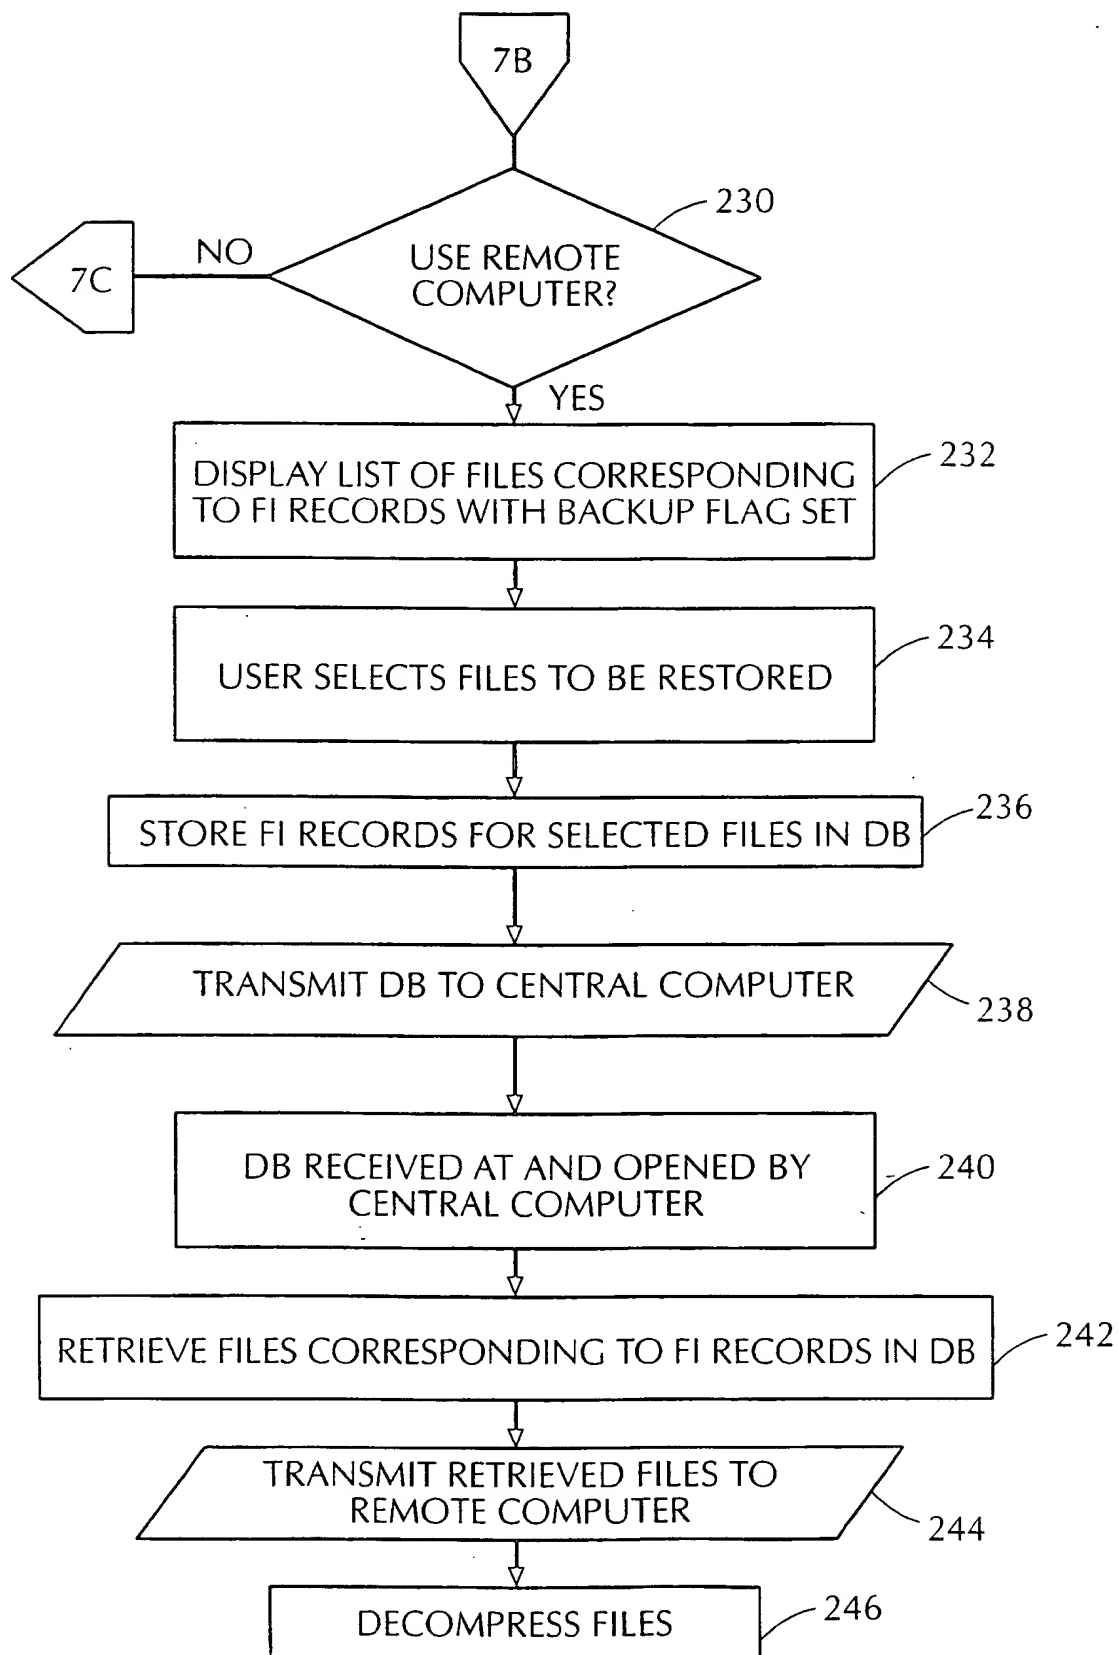 7B
230
USE REMOTE
COMPUTER?
NO
7C
YES
232
DISPLAY LIST OF FILES CORRESPONDING
TO FI RECORDS WITH BACKUP FLAG SET
234
USER SELECTS FILES TO BE RESTORED
236
STORE FI RECORDS FOR SELECTED FILES IN DB
TRANSMIT DB TO CENTRAL COMPUTER
238
DB RECEIVED AT AND OPENED BY
CENTRAL COMPUTER
240
RETRIEVE FILES CORRESPONDING TO FI RECORDS IN DB
242
TRANSMIT RETRIEVED FILES TO
REMOTE COMPUTER
244
DECOMPRESS FILES
246